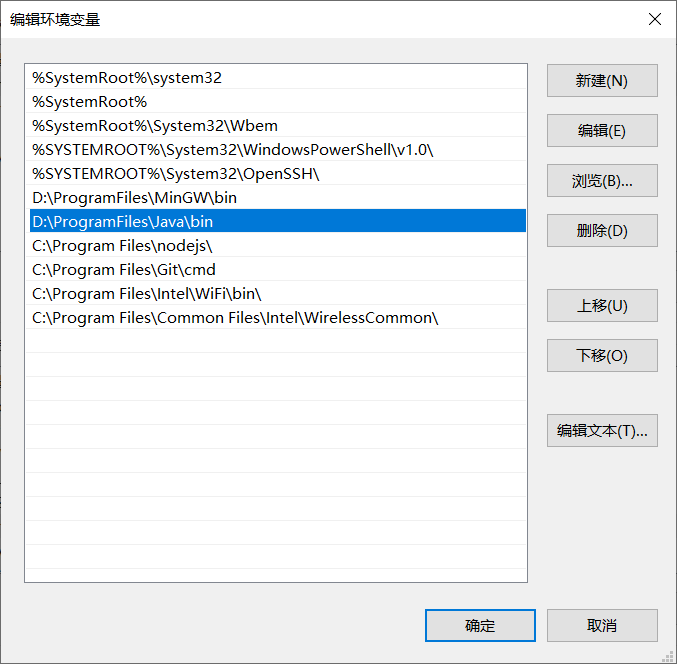 编辑环境变量
%SystemRoot%\system32
%SystemRoot%
%SystemRoot%\System32\Wbem
%SYSTEMROOT%\System32\WindowsPowerShell\v1.0\
%SYSTEMROOT%\System32\OpenSSH\
D:\ProgramFiles\MinGW\bin
D:\ProgramFiles\Java\bin
C:\Program Files\nodejs\
C:\Program Files\Git\cmd
C:\Program Files\Intel\WiFi\bin\
C:\Program Files\Common Files\Intel\WirelessCommon\
新建(N)
编辑(E)
浏览(B)...
删除(D)
上移(U)
下移(O)
编辑文本(T)...
确定
取消